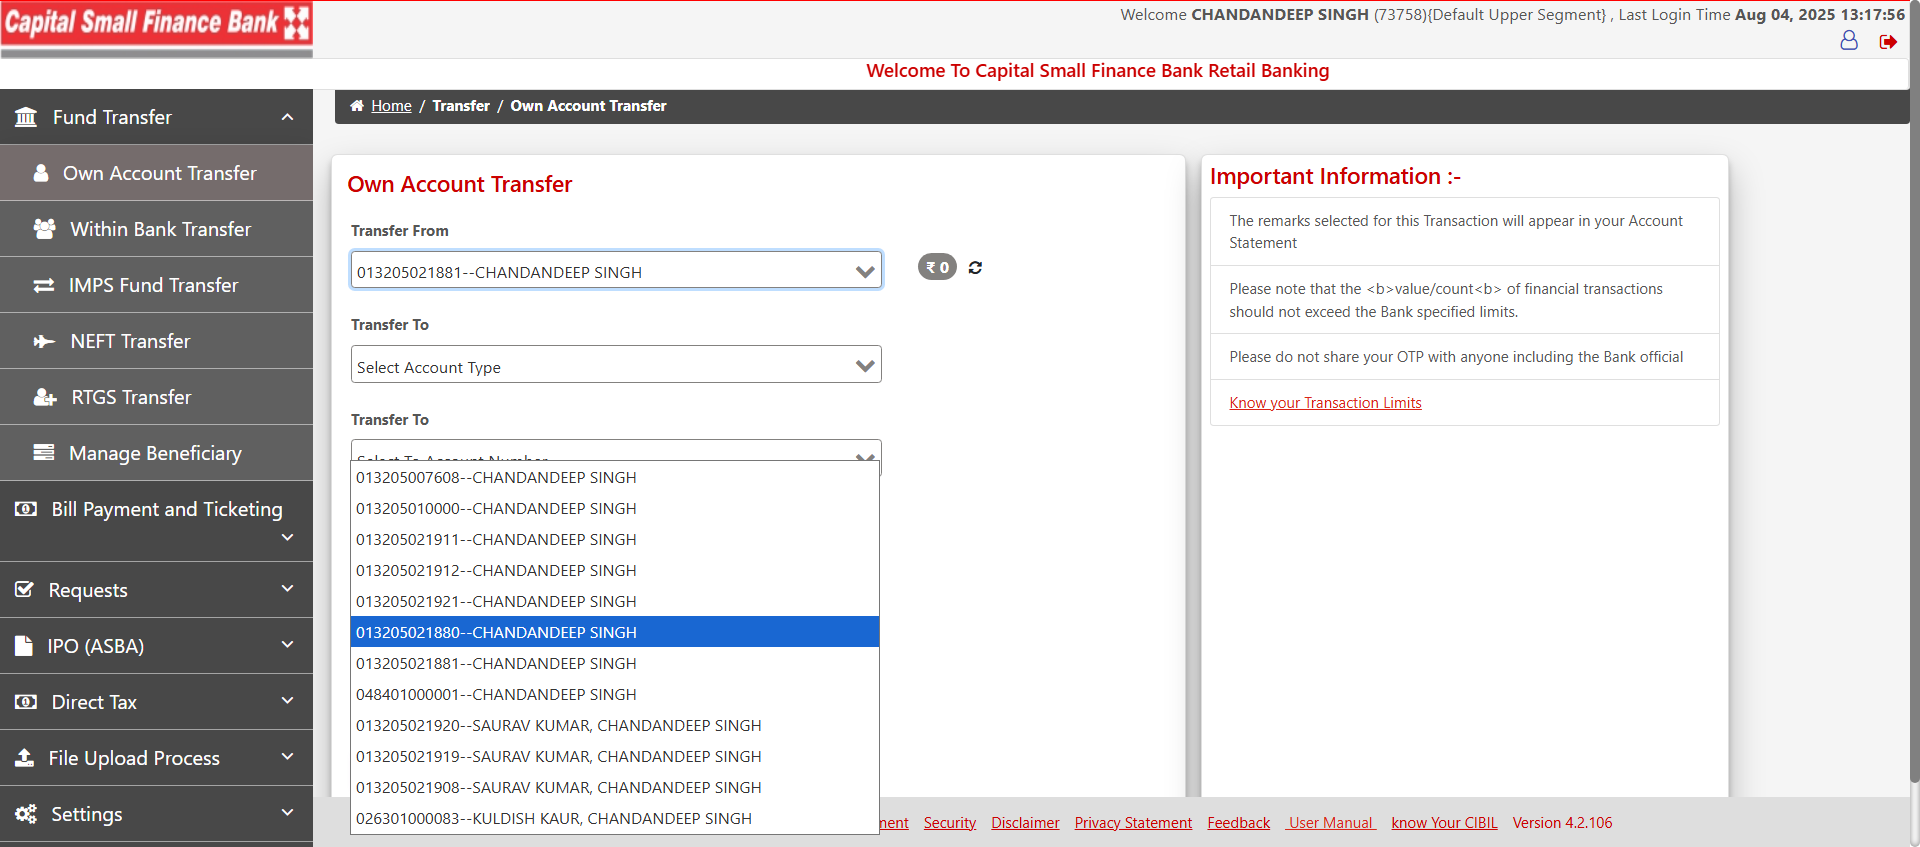 Capital Small Finance Bank
Welcome CHANDANDEEP SINGH (73758){Default Upper Segment} , Last Login Time Aug 04, 2025 13:17:56
Welcome To Capital Small Finance Bank Retail Banking
Fund Transfer
Own Account Transfer
Within Bank Transfer
IMPS Fund Transfer
NEFT Transfer
RTGS Transfer
Manage Beneficiary
Bill Payment and Ticketing
Requests
IPO (ASBA)
Direct Tax
File Upload Process
Settings
Home / Transfer / Own Account Transfer
Own Account Transfer
Transfer From
013205021881--CHANDANDEEP SINGH
₹ 0
Transfer To
Select Account Type
Transfer To
Select To Account Number
013205007608--CHANDANDEEP SINGH
013205010000--CHANDANDEEP SINGH
013205021911--CHANDANDEEP SINGH
013205021912--CHANDANDEEP SINGH
013205021921--CHANDANDEEP SINGH
013205021880--CHANDANDEEP SINGH
013205021881--CHANDANDEEP SINGH
048401000001--CHANDANDEEP SINGH
013205021920--SAURAV KUMAR, CHANDANDEEP SINGH
013205021919--SAURAV KUMAR, CHANDANDEEP SINGH
013205021908--SAURAV KUMAR, CHANDANDEEP SINGH
026301000083--KULDISH KAUR, CHANDANDEEP SINGH
Important Information :-
The remarks selected for this Transaction will appear in your Account
Statement
Please note that the <b>value/count<b> of financial transactions
should not exceed the Bank specified limits.
Please do not share your OTP with anyone including the Bank official
Know your Transaction Limits
Security Disclaimer Privacy Statement Feedback User Manual know Your CIBIL Version 4.2.106